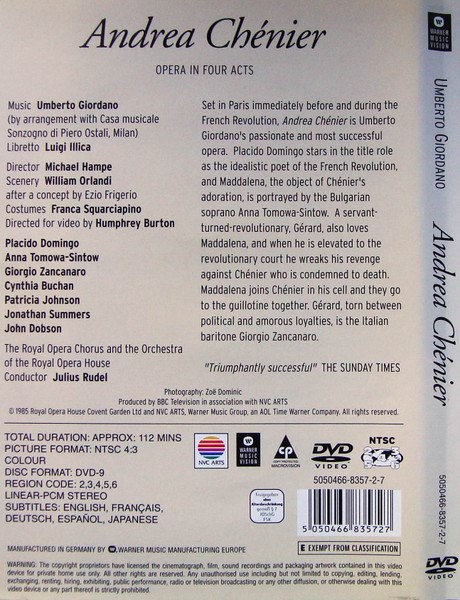 Andrea Chénier
OPERA IN FOUR ACTS
Music Umberto Giordano
(by arrangement with Casa musicale
Sonzogno di Piero Ostali, Milan)
Libretto Luigi Illica
Director Michael Hampe
Scenery William Orlandi
after a concept by Ezio Frigerio
Costumes Franca Squarciapino
Directed for video by Humphrey Burton
Placido Domingo
Anna Tomowa-Sintow
Giorgio Zancanaro
Cynthia Buchan
Patricia Johnson
Jonathan Summers
John Dobson
The Royal Opera Chorus and the Orchestra
of the Royal Opera House
Conductor Julius Rudel
Set in Paris immediately before and during the
French Revolution, Andrea Chénier is Umberto
Giordano's passionate and most successful
opera. Placido Domingo stars in the title role
as the idealistic poet of the French Revolution,
and Maddalena, the object of Chénier's
adoration, is portrayed by the Bulgarian
soprano Anna Tomowa-Sintow. A servant-
turned-revolutionary, Gérard, also loves
Maddalena, and when he is elevated to the
revolutionary court he wreaks his revenge
against Chénier who is condemned to death.
Maddalena joins Chénier in his cell and they go
to the guillotine together. Gérard, torn between
political and amorous loyalties, is the Italian
baritone Giorgio Zancanaro.
"Triumphantly successful" THE SUNDAY TIMES
Photography: Zoë Dominic
Produced by BBC Television in association with NVC ARTS
© 1985 Royal Opera House Covent Garden Ltd and NVC ARTS, Warner Music Group, an AOL Time Warner Company. All rights reserved.
TOTAL DURATION: APPROX: 112 MINS
PICTURE FORMAT: NTSC 4:3
COLOUR
DISC FORMAT: DVD-9
REGION CODE: 2,3,4,5,6
LINEAR-PCM STEREO
SUBTITLES: ENGLISH, FRANÇAIS,
DEUTSCH, ESPAÑOL, JAPANESE
NVC ARTS
WARNER
MUSIC
VISION
CP
COPY PROTECTED
MACROVISION
DVD
VIDEO
NTSC
2 3
4 5 6
5050466-8357-2-7
Freigegeben
ohne
Altersbeschränkung
gemäß § 7
JÖSchG
FSK
5 050466 835727
E EXEMPT FROM CLASSIFICATION
MANUFACTURED IN GERMANY BY WARNER MUSIC MANUFACTURING EUROPE
WARNING: The copyright proprietors have licensed the cinematograph, film, sound recordings and packaging artwork contained in this video
device for private home use only. All other rights are reserved. Any unauthorised use including but not limited to copying, editing, lending,
exchanging, renting, hiring, exhibiting, public performance, radio or television broadcasting or any other diffusion, or otherwise dealing with this
video device or any part thereof is strictly prohibited.
WARNER
MUSIC
VISION
UMBERTO GIORDANO
Andrea Chénier
5050466-8357-2-7
DVD
VIDEO